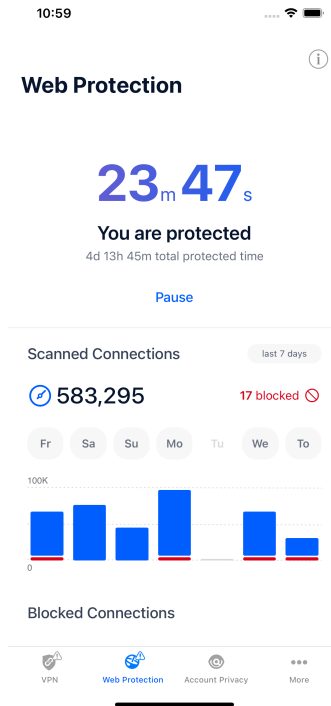 10:59
Web Protection
23m 47s
You are protected
4d 13h 45m total protected time
Pause
Scanned Connections last 7 days
583,295 17 blocked
Fr Sa Su Mo Tu We To
100K
0
Blocked Connections
VPN Web Protection Account Privacy More